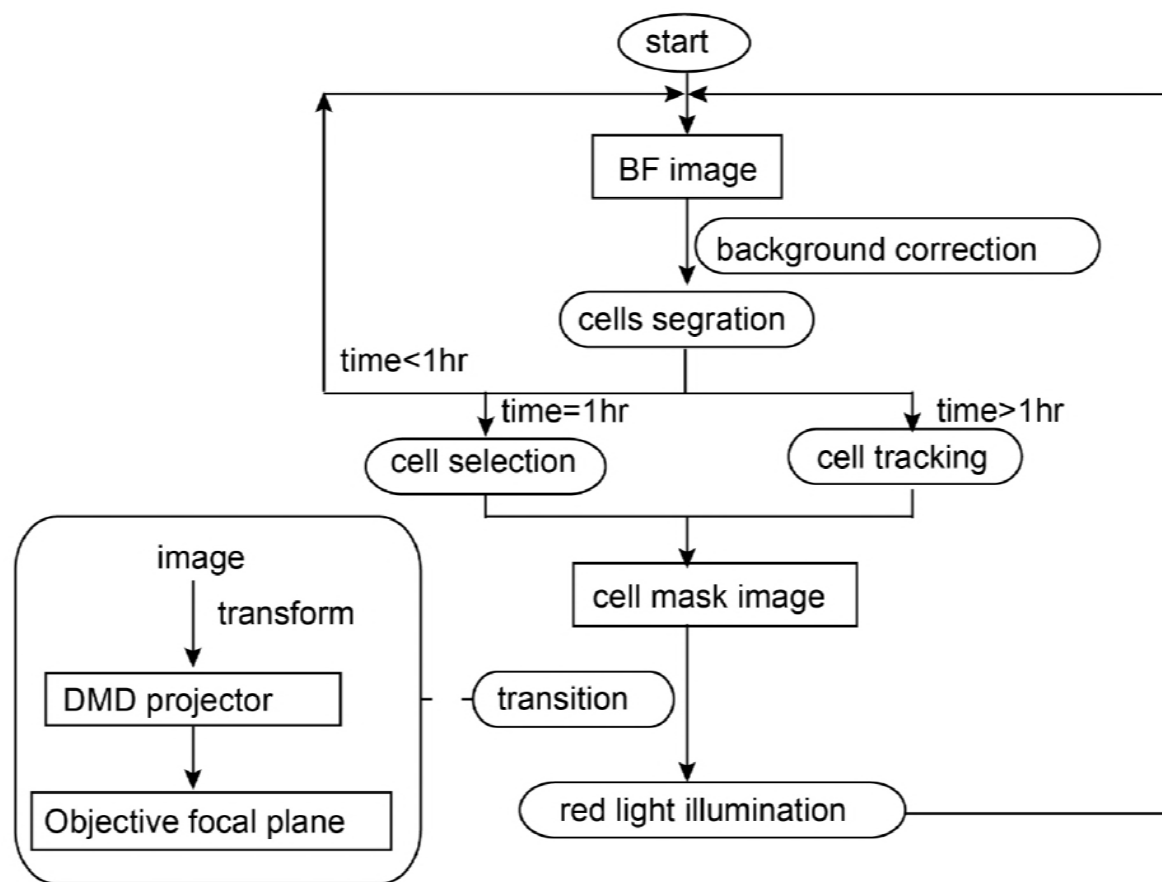 start
BF image
background correction
cells segration
time<1hr
time=1hr
time>1hr
cell selection
cell tracking
image
transform
cell mask image
DMD projector
transition
Objective focal plane
red light illumination